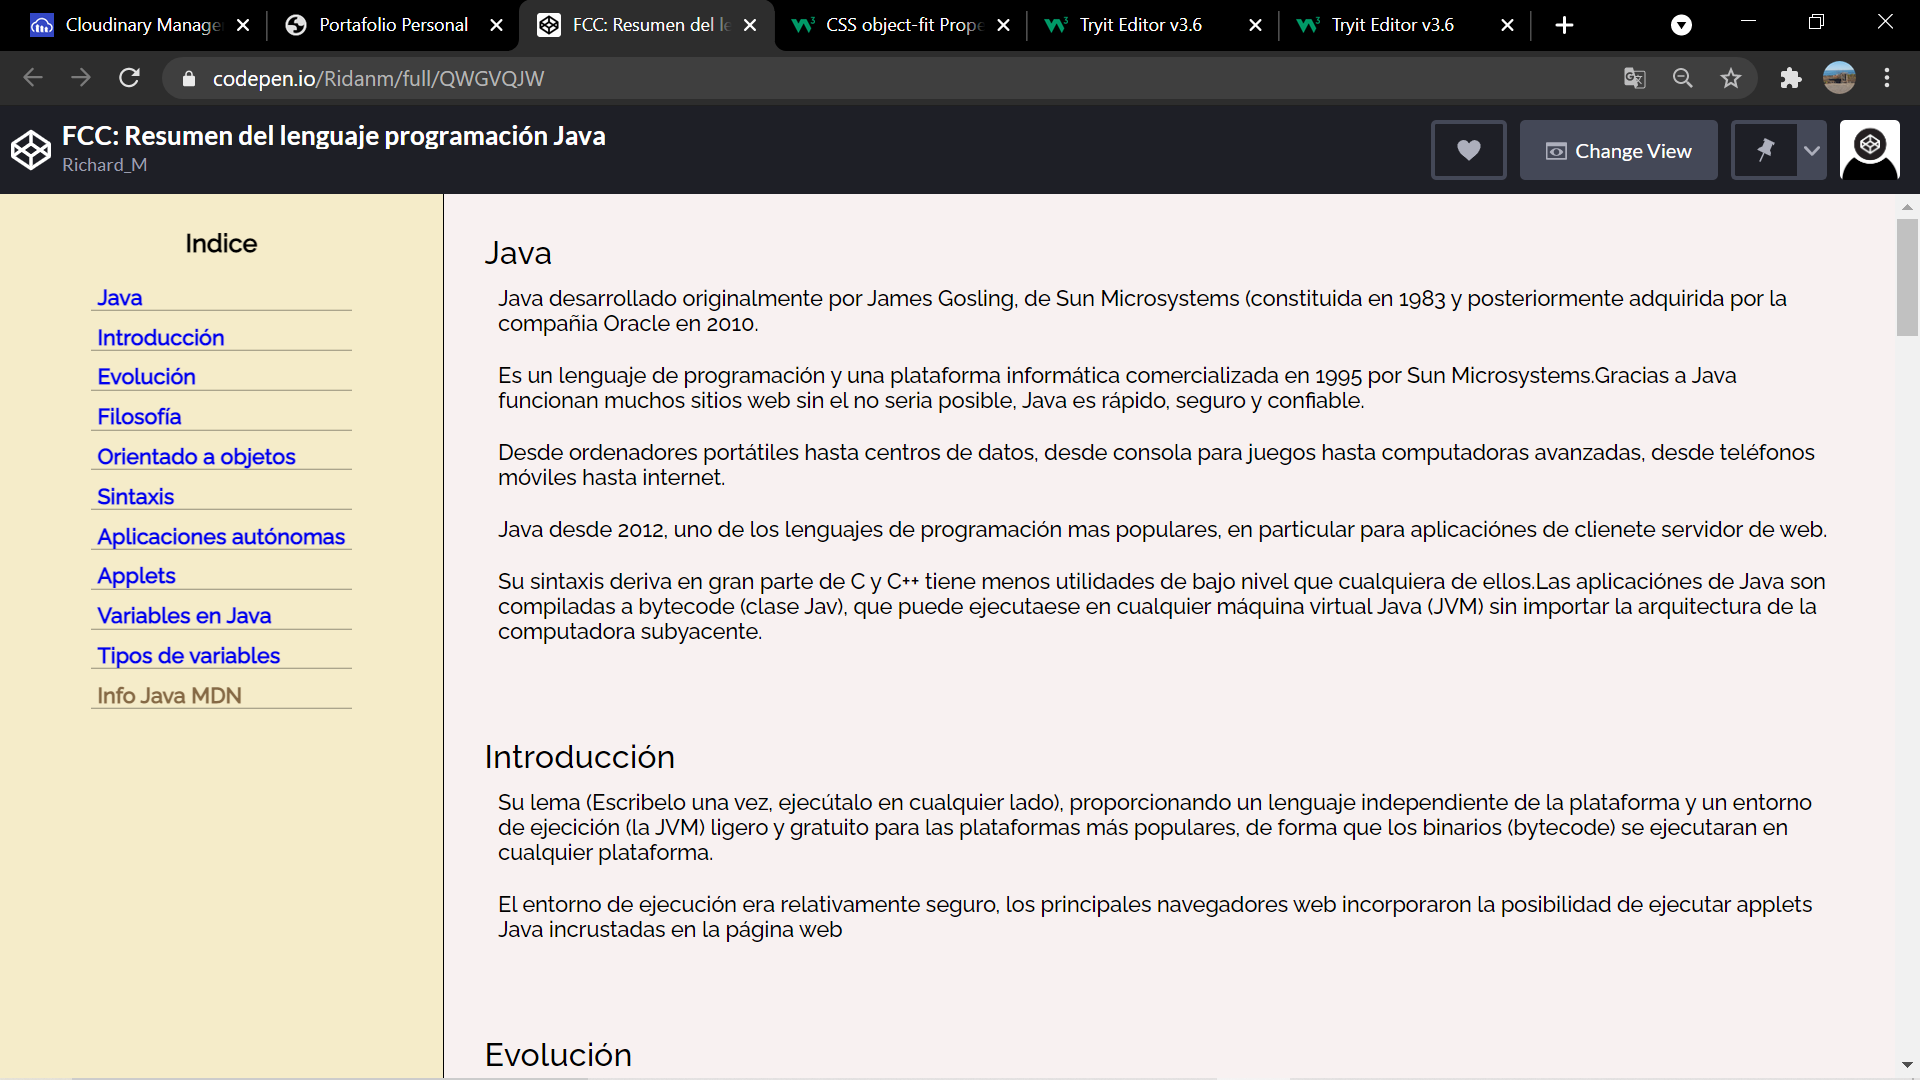 Cloudinary Manage
Portafolio Personal
FCC: Resumen del le
CSS object-fit Prope
Tryit Editor v3.6
Tryit Editor v3.6
codepen.io/Ridanm/full/QWGVQJW
FCC: Resumen del lenguaje programación Java
Richard_M
Change View
Indice
Java
Introducción
Evolución
Filosofía
Orientado a objetos
Sintaxis
Aplicaciones autónomas
Applets
Variables en Java
Tipos de variables
Info Java MDN
Java
Java desarrollado originalmente por James Gosling, de Sun Microsystems (constituida en 1983 y posteriormente adquirida por la
compañia Oracle en 2010.
Es un lenguaje de programación y una plataforma informática comercializada en 1995 por Sun Microsystems.Gracias a Java
funcionan muchos sitios web sin el no seria posible, Java es rápido, seguro y confiable.
Desde ordenadores portátiles hasta centros de datos, desde consola para juegos hasta computadoras avanzadas, desde teléfonos
móviles hasta internet.
Java desde 2012, uno de los lenguajes de programación mas populares, en particular para aplicaciónes de clienete servidor de web.
Su sintaxis deriva en gran parte de C y C++ tiene menos utilidades de bajo nivel que cualquiera de ellos.Las aplicaciónes de Java son
compiladas a bytecode (clase Jav), que puede ejecutaese en cualquier máquina virtual Java (JVM) sin importar la arquitectura de la
computadora subyacente.
Introducción
Su lema (Escribelo una vez, ejecútalo en cualquier lado), proporcionando un lenguaje independiente de la plataforma y un entorno
de ejecición (la JVM) ligero y gratuito para las plataformas más populares, de forma que los binarios (bytecode) se ejecutaran en
cualquier plataforma.
El entorno de ejecución era relativamente seguro, los principales navegadores web incorporaron la posibilidad de ejecutar applets
Java incrustadas en la página web
Evolución